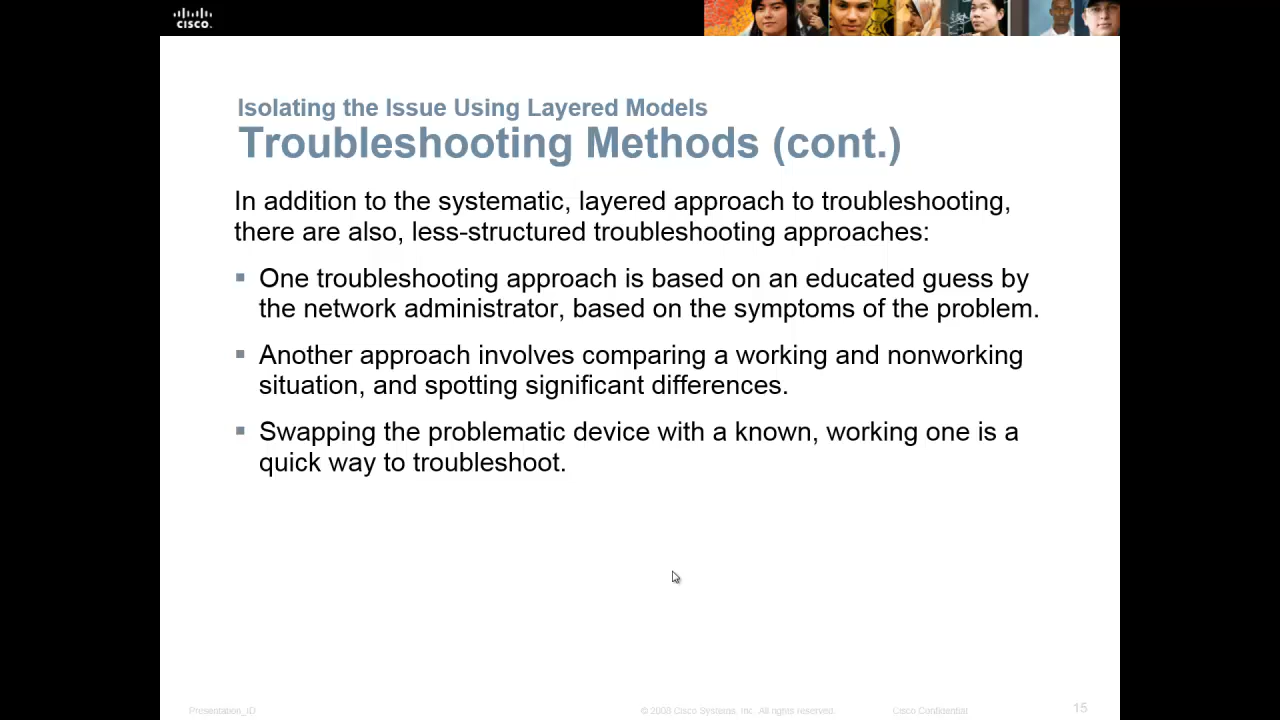 CISCO.
Isolating the Issue Using Layered Models
Troubleshooting Methods (cont.)
In addition to the systematic, layered approach to troubleshooting,
there are also, less-structured troubleshooting approaches:
One troubleshooting approach is based on an educated guess by
the network administrator, based on the symptoms of the problem.
Another approach involves comparing a working and nonworking
situation, and spotting significant differences.
Swapping the problematic device with a known, working one is a
quick way to troubleshoot.
Presentation_ID
© 2008 Cisco Systems, Inc. All rights reserved.
Cisco Confidential
15